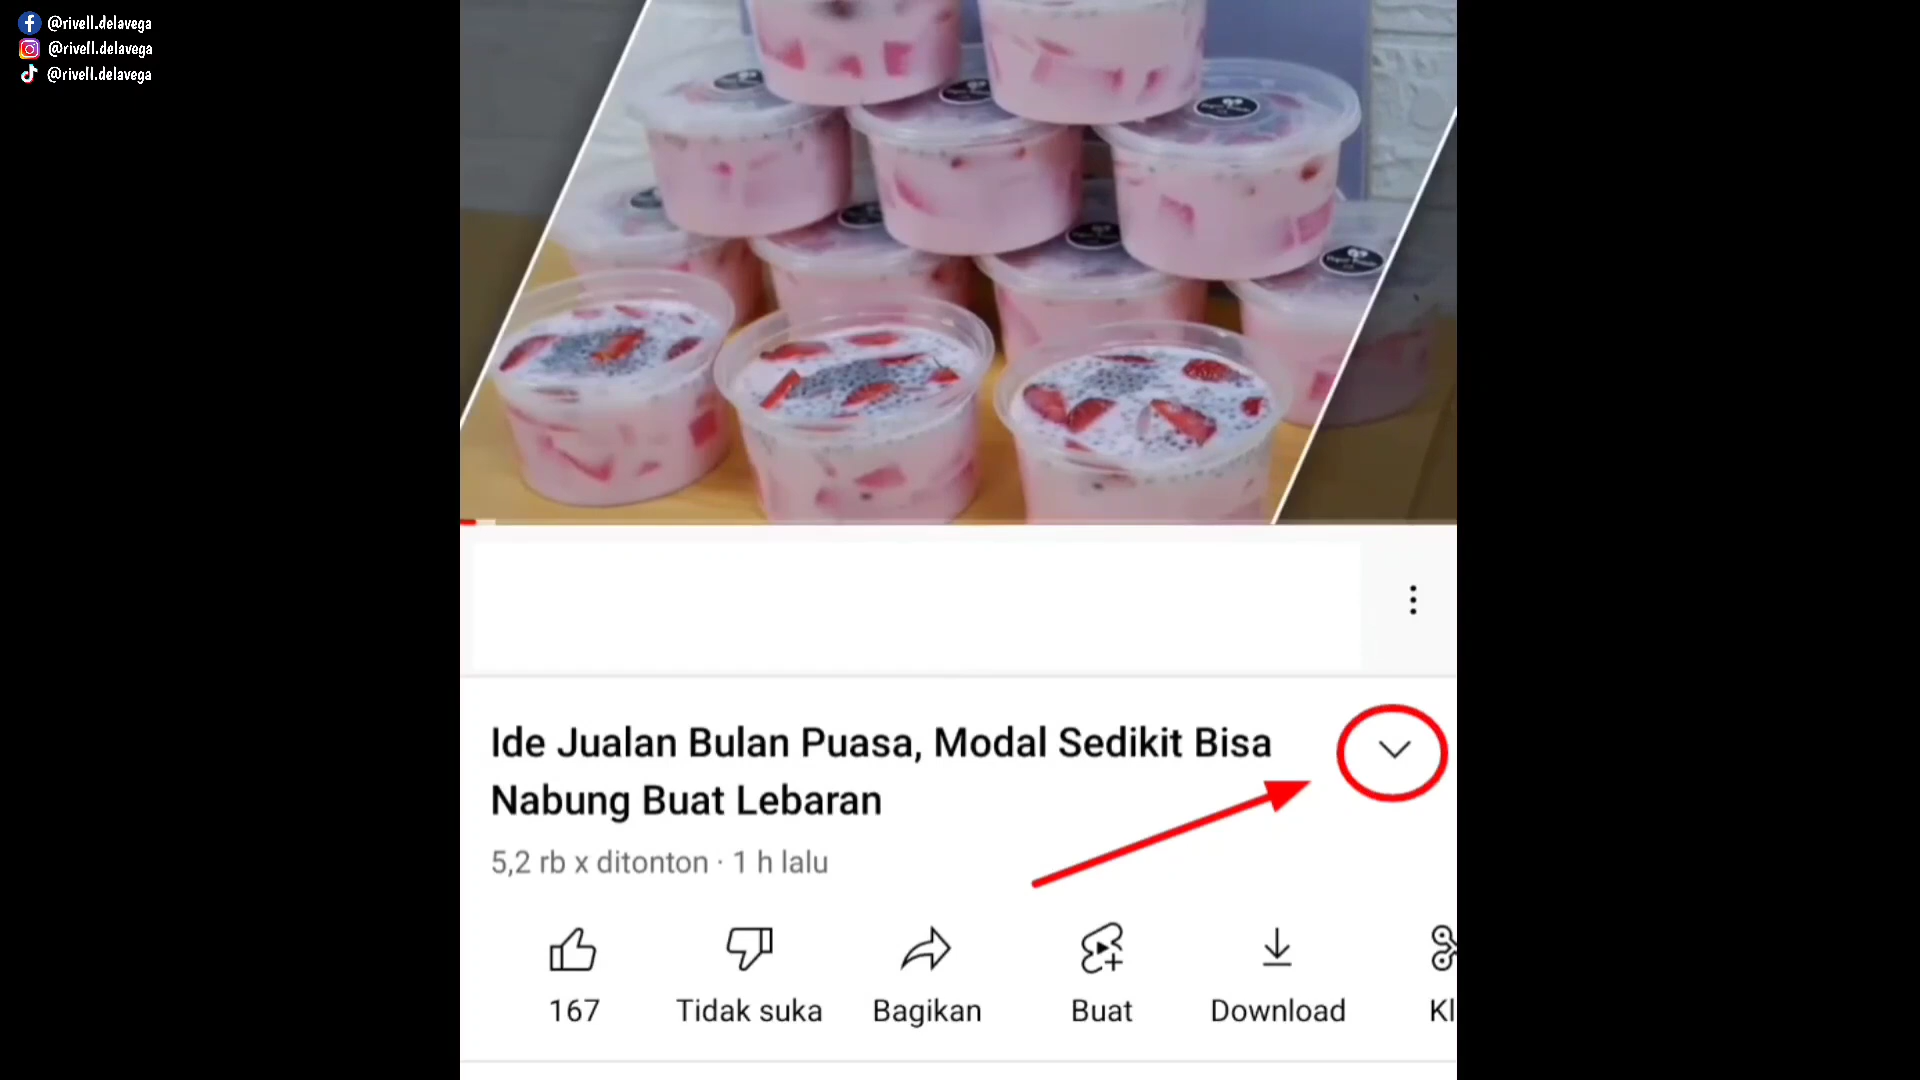 @rivell.delavega
@rivell.delavega
@rivell.delavega
Ide Jualan Bulan Puasa, Modal Sedikit Bisa
Nabung Buat Lebaran
5,2 rb x ditonton · 1 h lalu
167
Tidak suka
Bagikan
Buat
Download
Kl